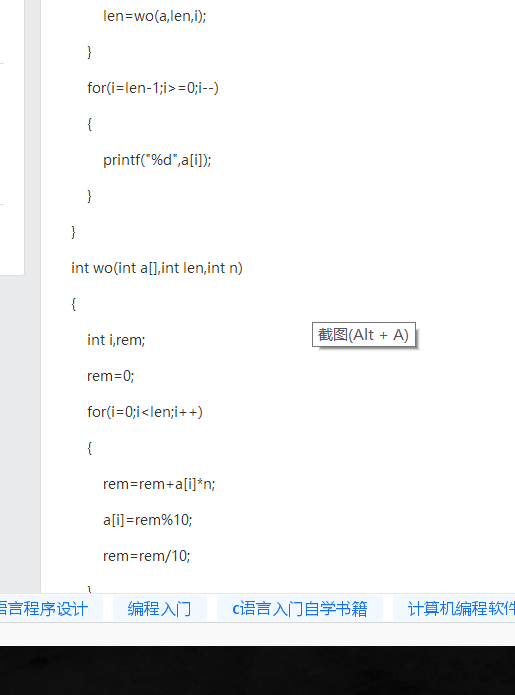 len=wo(a,len,i);
}
for(i=len-1;i>=0;i--)
{
printf("%d",a[i]);
}
}
int wo(int a[],int len,int n)
{
int i,rem;
截图(Alt + A)
rem=0;
for(i=0;i<len;i++)
{
rem=rem+a[i]*n;
a[i]=rem%10;
rem=rem/10;
}
语言程序设计 编程入门 c语言入门自学书籍 计算机编程软件